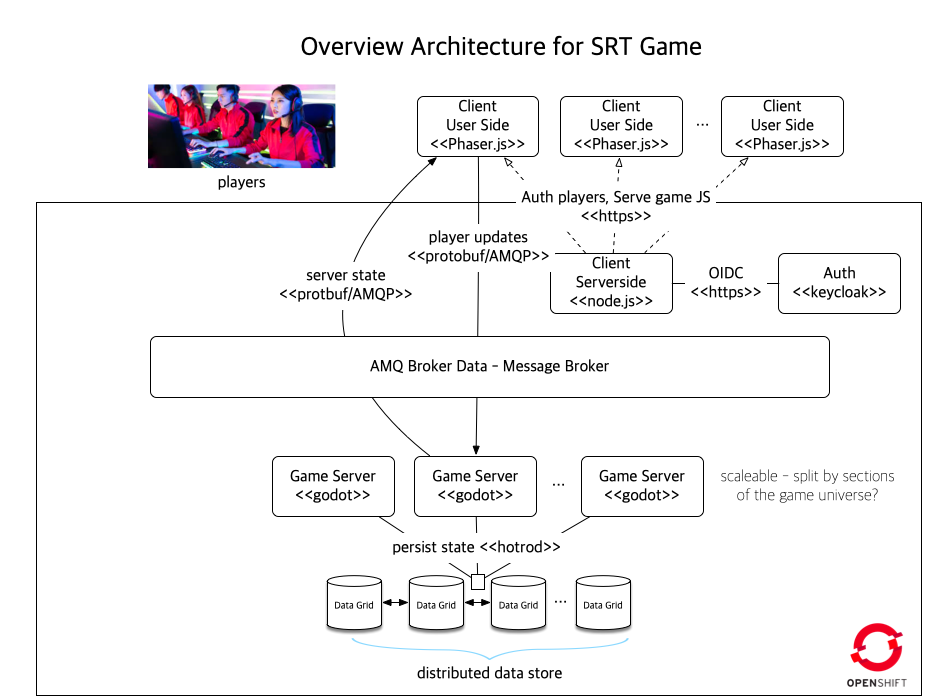 Overview Architecture for SRT Game
players
Client
User Side
<<Phaser.js>>
Client
User Side
<<Phaser.js>>
...
Client
User Side
<<Phaser.js>>
Auth players, Serve game JS
<<https>>
player updates
<<protobuf/AMQP>>
server state
<<protbuf/AMQP>>
Client
Serverside
<<node.js>>
OIDC
<<https>>
Auth
<<keycloak>>
AMQ Broker Data – Message Broker
Game Server
<<godot>>
Game Server
<<godot>>
...
Game Server
<<godot>>
scaleable – split by sections
of the game universe?
persist state <<hotrod>>
Data Grid
Data Grid
Data Grid
...
Data Grid
distributed data store
OPENSHIFT